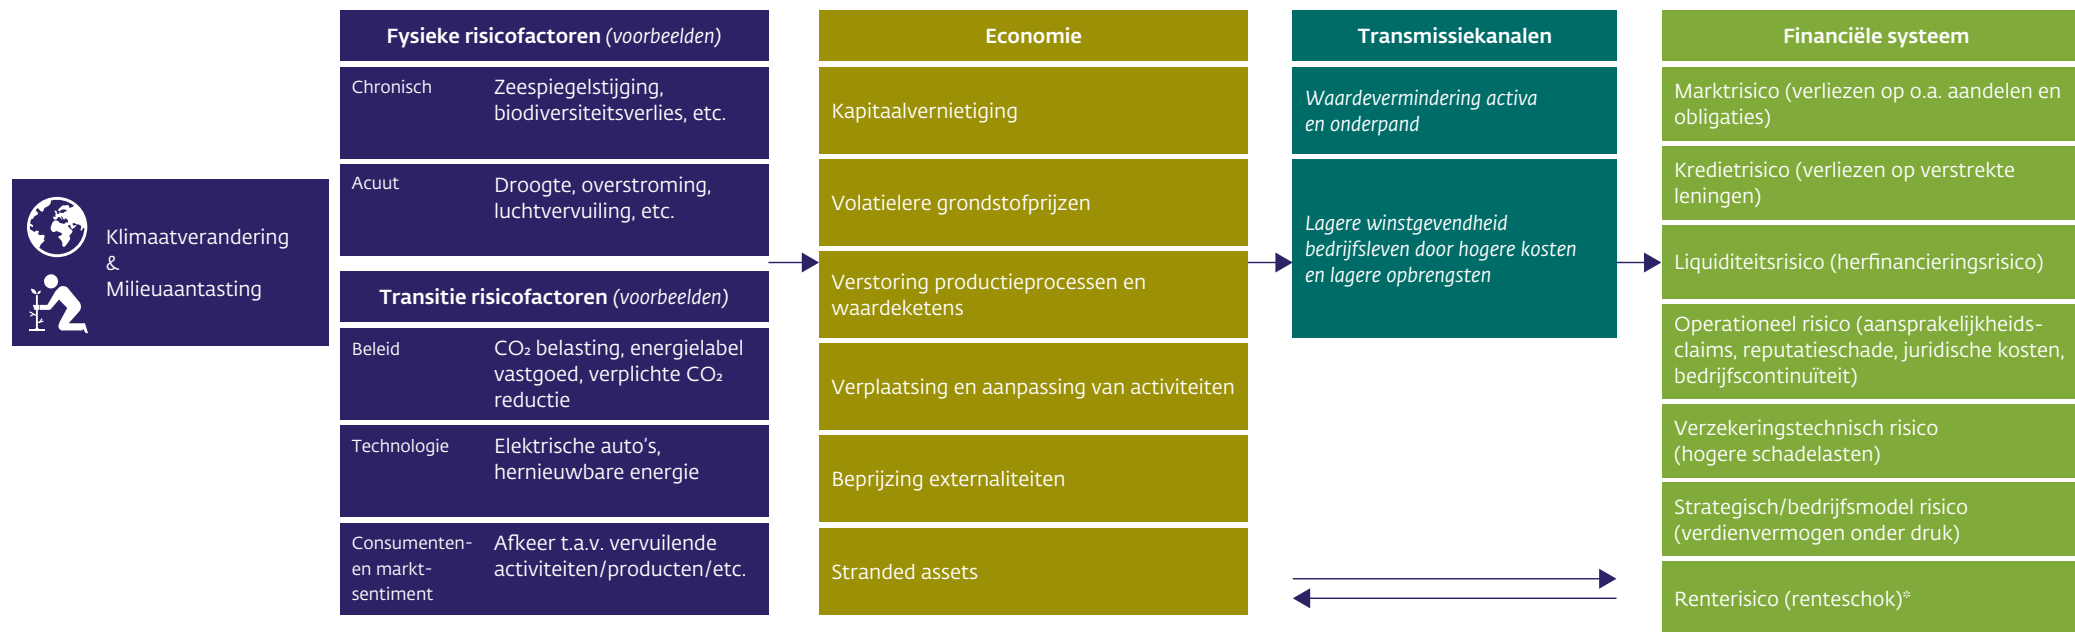 Klimaatverandering
&
Milieuaantasting
Fysieke risicofactoren (voorbeelden)
Chronisch
Zeespiegelstijging,
biodiversiteitsverlies, etc.
Acuut
Droogte, overstroming,
luchtvervuiling, etc.
Transitie risicofactoren (voorbeelden)
Beleid
CO₂ belasting, energielabel
vastgoed, verplichte CO₂
reductie
Technologie
Elektrische auto's,
hernieuwbare energie
Consumenten-
en markt-
sentiment
Afkeer t.a.v. vervuilende
activiteiten/producten/etc.
Economie
Kapitaalvernietiging
Volatielere grondstofprijzen
Verstoring productieprocessen en
waardeketens
Verplaatsing en aanpassing van activiteiten
Beprijzing externaliteiten
Stranded assets
Transmissiekanalen
Waardevermindering activa
en onderpand
Lagere winstgevendheid
bedrijfsleven door hogere kosten
en lagere opbrengsten
Financiële systeem
Marktrisico (verliezen op o.a. aandelen en
obligaties)
Kredietrisico (verliezen op verstrekte
leningen)
Liquiditeitsrisico (herfinancieringsrisico)
Operationeel risico (aansprakelijkheids-
claims, reputatieschade, juridische kosten,
bedrijfscontinuïteit)
Verzekeringstechnisch risico
(hogere schadelasten)
Strategisch/bedrijfsmodel risico
(verdienvermogen onder druk)
Renterisico (renteschok)*